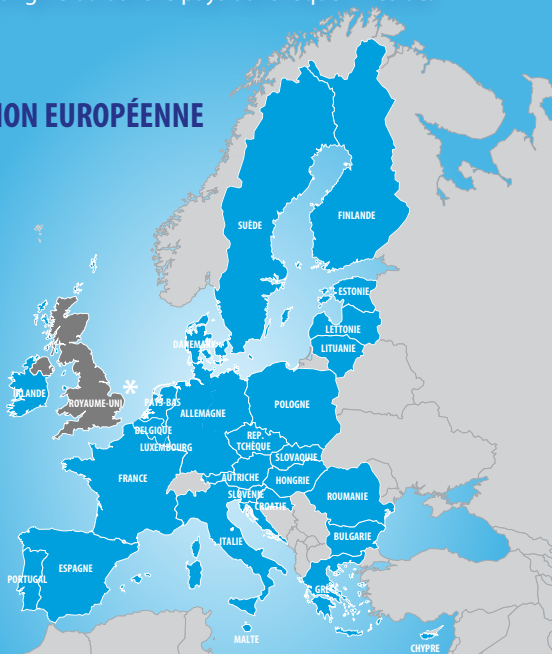 ION EUROPÉENNE
SUÈDE
FINLANDE
ESTONIE
LETTONIE
LITUANIE
DANEMARK
IRLANDE
ROYAUME-UNI
*
PAYS-BAS
ALLEMAGNE
POLOGNE
BELGIQUE
LUXEMBOURG
REP.
TCHÈQUE
SLOVAQUIE
FRANCE
AUTRICHE
HONGRIE
SLOVÉNIE
CROATIE
ROUMANIE
BULGARIE
ITALIE
PORTUGAL
ESPAGNE
GRÈCE
MALTE
CHYPRE